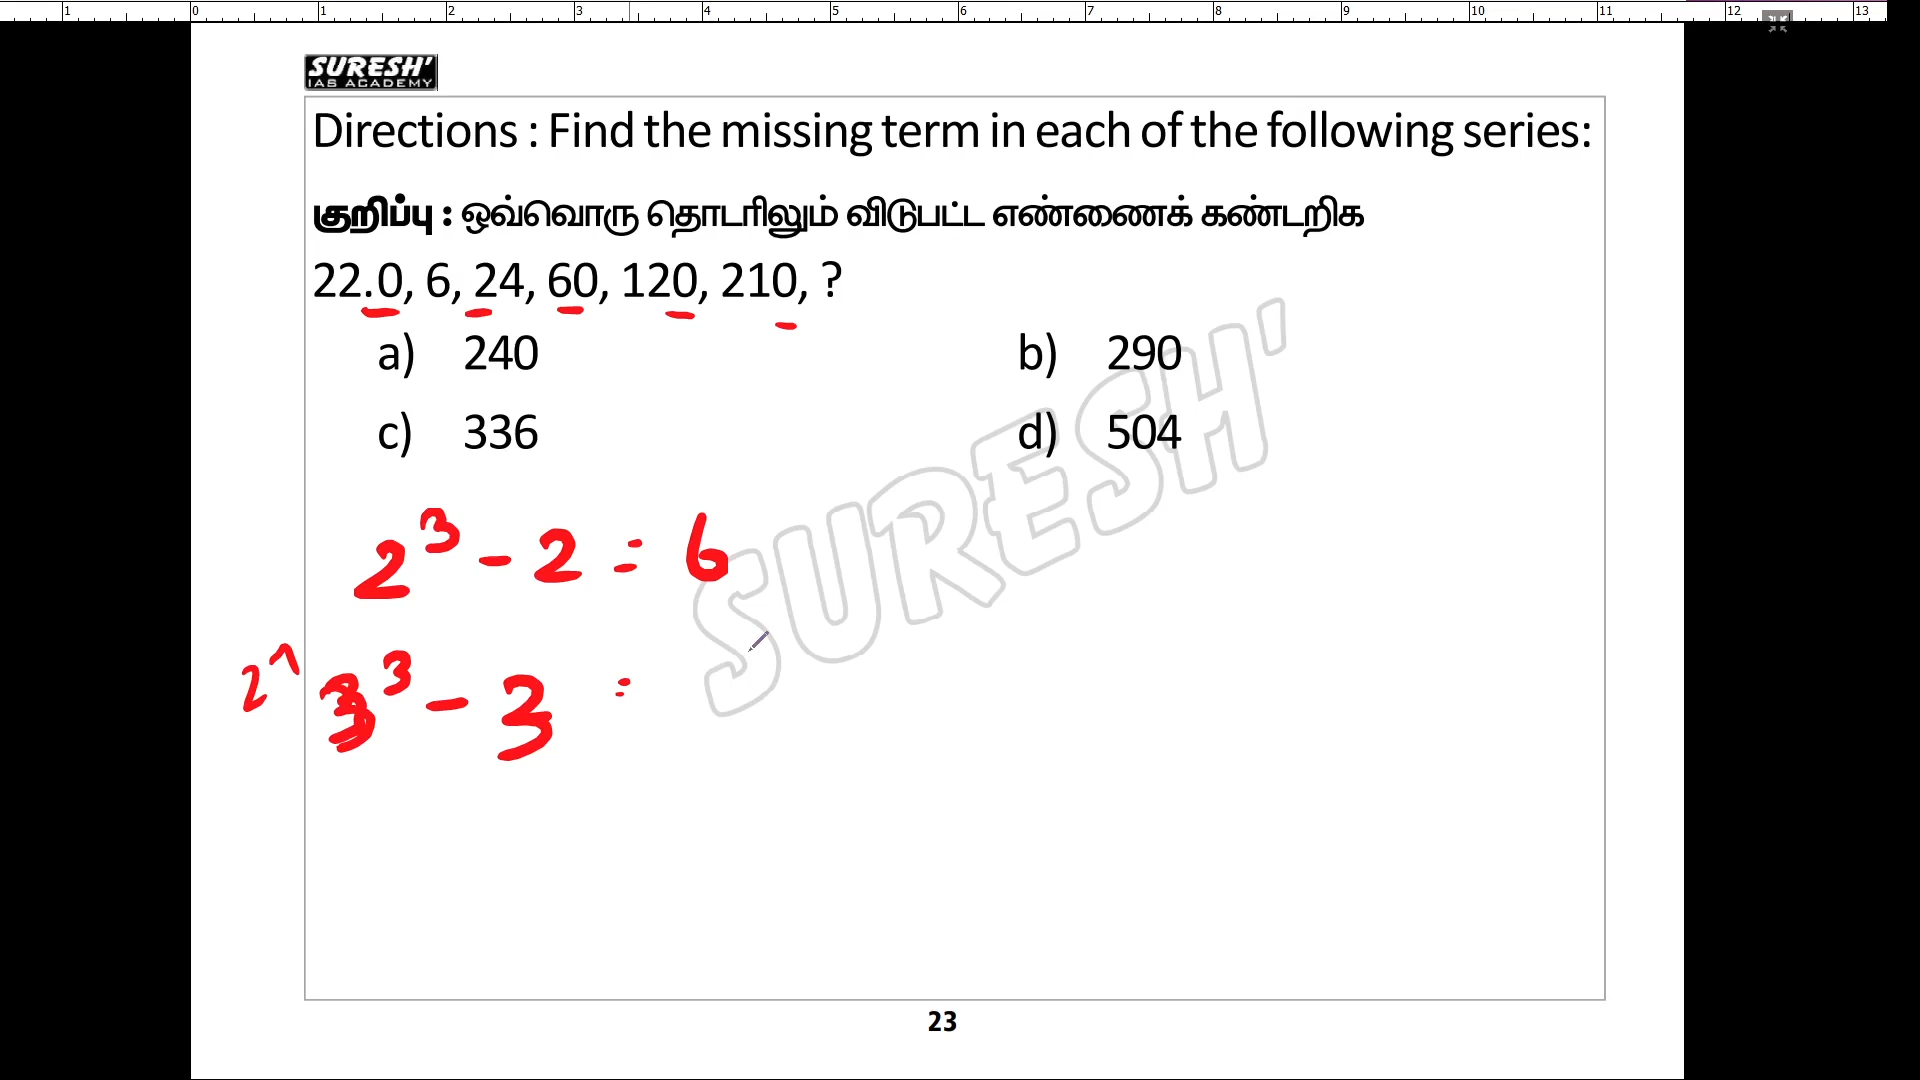 SURESH'
IAS ACADEMY
Directions : Find the missing term in each of the following series:
குறிப்பு : ஒவ்வொரு தொடரிலும் விடுபட்ட எண்ணைக் கண்டறிக
22.0, 6, 24, 60, 120, 210, ?
a) 240 b) 290
c) 336 d) 504
SURESH'
2³ - 2 = 6
27 3³ - 3 =
23